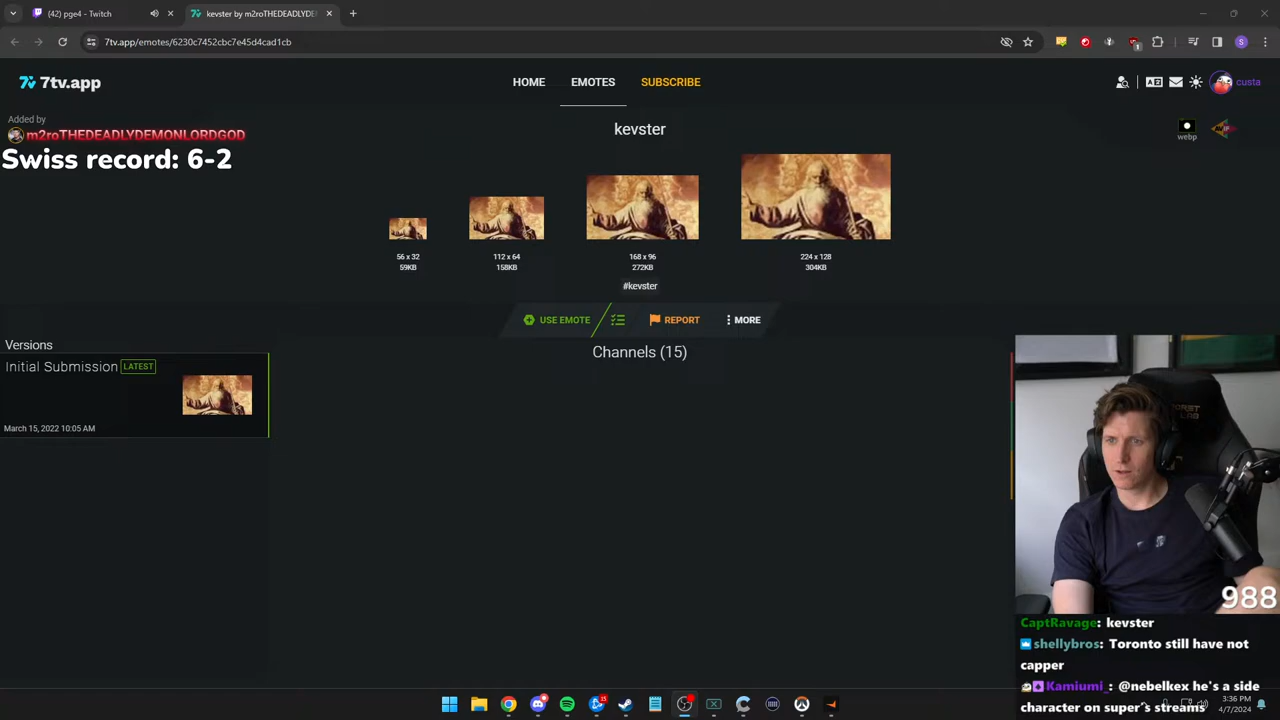 (42) pge4 - Twitch
kevster by m2roTHEDEADLYDE
7tv.app/emotes/6230c7452cbc7e45d4cad1cb
7tv.app
HOME
EMOTES
SUBSCRIBE
custa
Added by
m2roTHEDEADLYDEMONLORDGOD
Swiss record: 6-2
kevster
webp
56 x 32
59KB
112 x 64
158KB
168 x 96
272KB
224 x 128
304KB
#kevster
USE EMOTE
REPORT
MORE
Versions
Channels (15)
Initial Submission LATEST
March 15, 2022 10:05 AM
988
CaptRavage: kevster
shellybros: Toronto still have not
capper
Kamiumi_: @nebelkex he's a side
character on super's streams
3:36 PM
4/7/2024